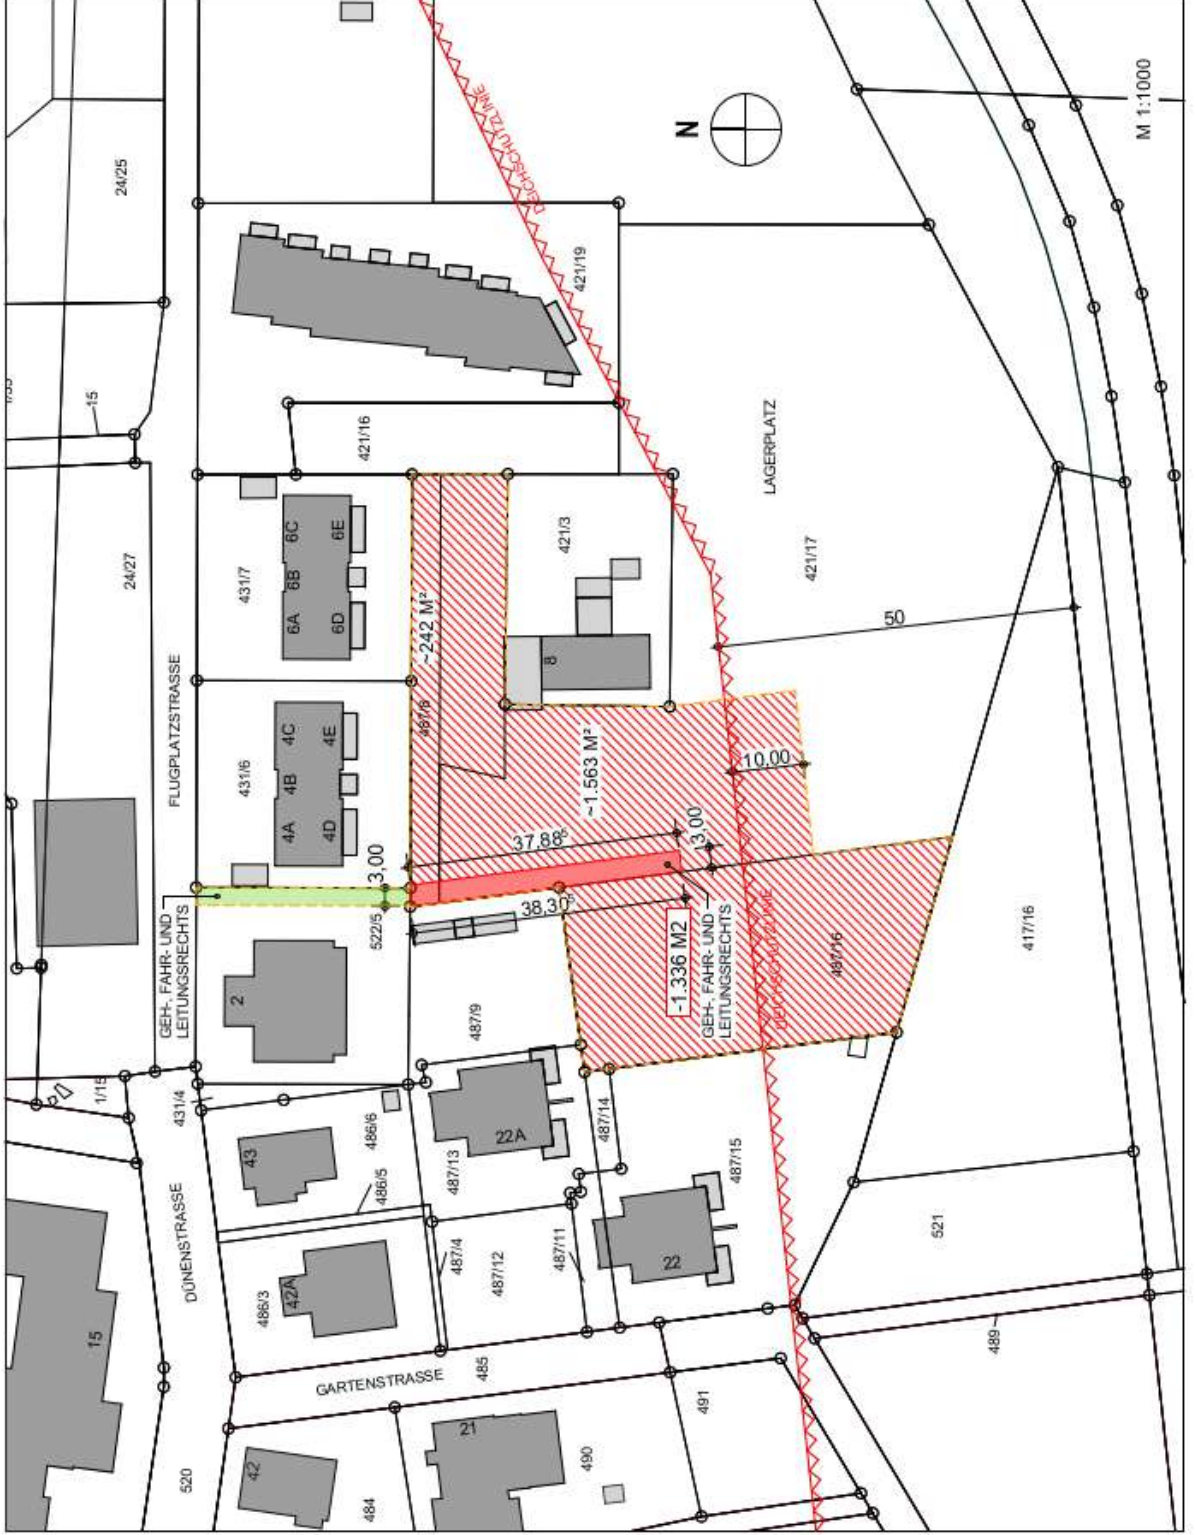 15
15
1/15
24/27
24/25
520
DÜNENSTRASSE
431/4
GEH-, FAHR- UND
LEITUNGSRECHTS
FLUGPLATZSTRASSE
42
43
2
431/6
431/7
486/3
42A
4A
4B
4C
6A
6B
6C
4D
4E
6D
6E
GARTENSTRASSE
484
486/5
486/6
522/5
3,00
421/16
21
485
487/4
487/13
487/6
~242 M²
487/12
22A
487/9
38,30⁵
37,88⁵
DEICHSCHUTZLINIE
DEICHSCHUTZLINIE
490
487/11
487/14
~1.563 M²
8
421/3
421/19
22
-1.336 M2
3,00
N
491
487/15
GEH-, FAHR- UND
LEITUNGSRECHTS
10,00
LAGERPLATZ
DEICHSCHUTZLINIE
487/16
421/17
50
521
489
417/16
M 1:1000